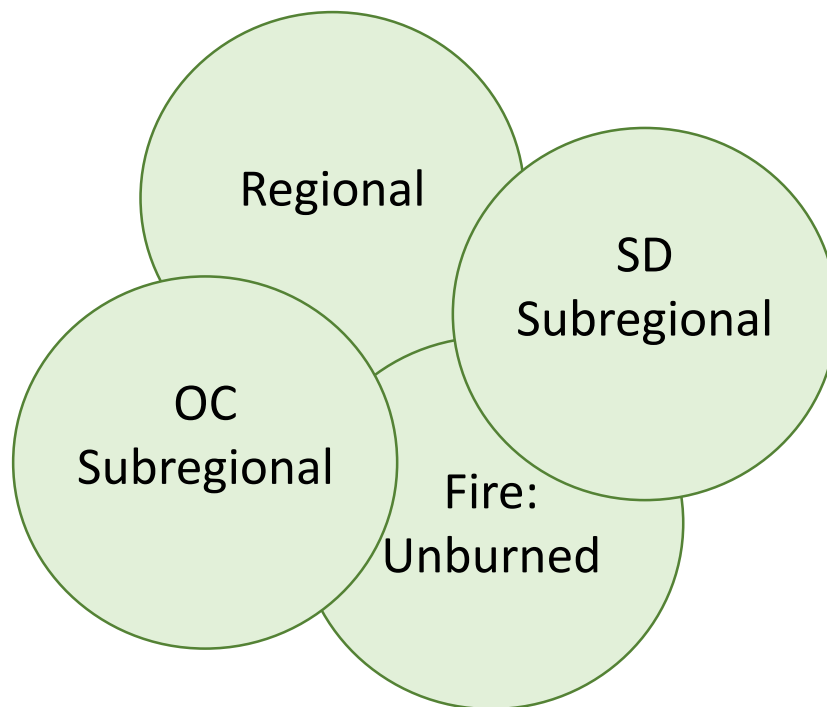 Regional
SD
Subregional
OC
Subregional
Fire:
Unburned